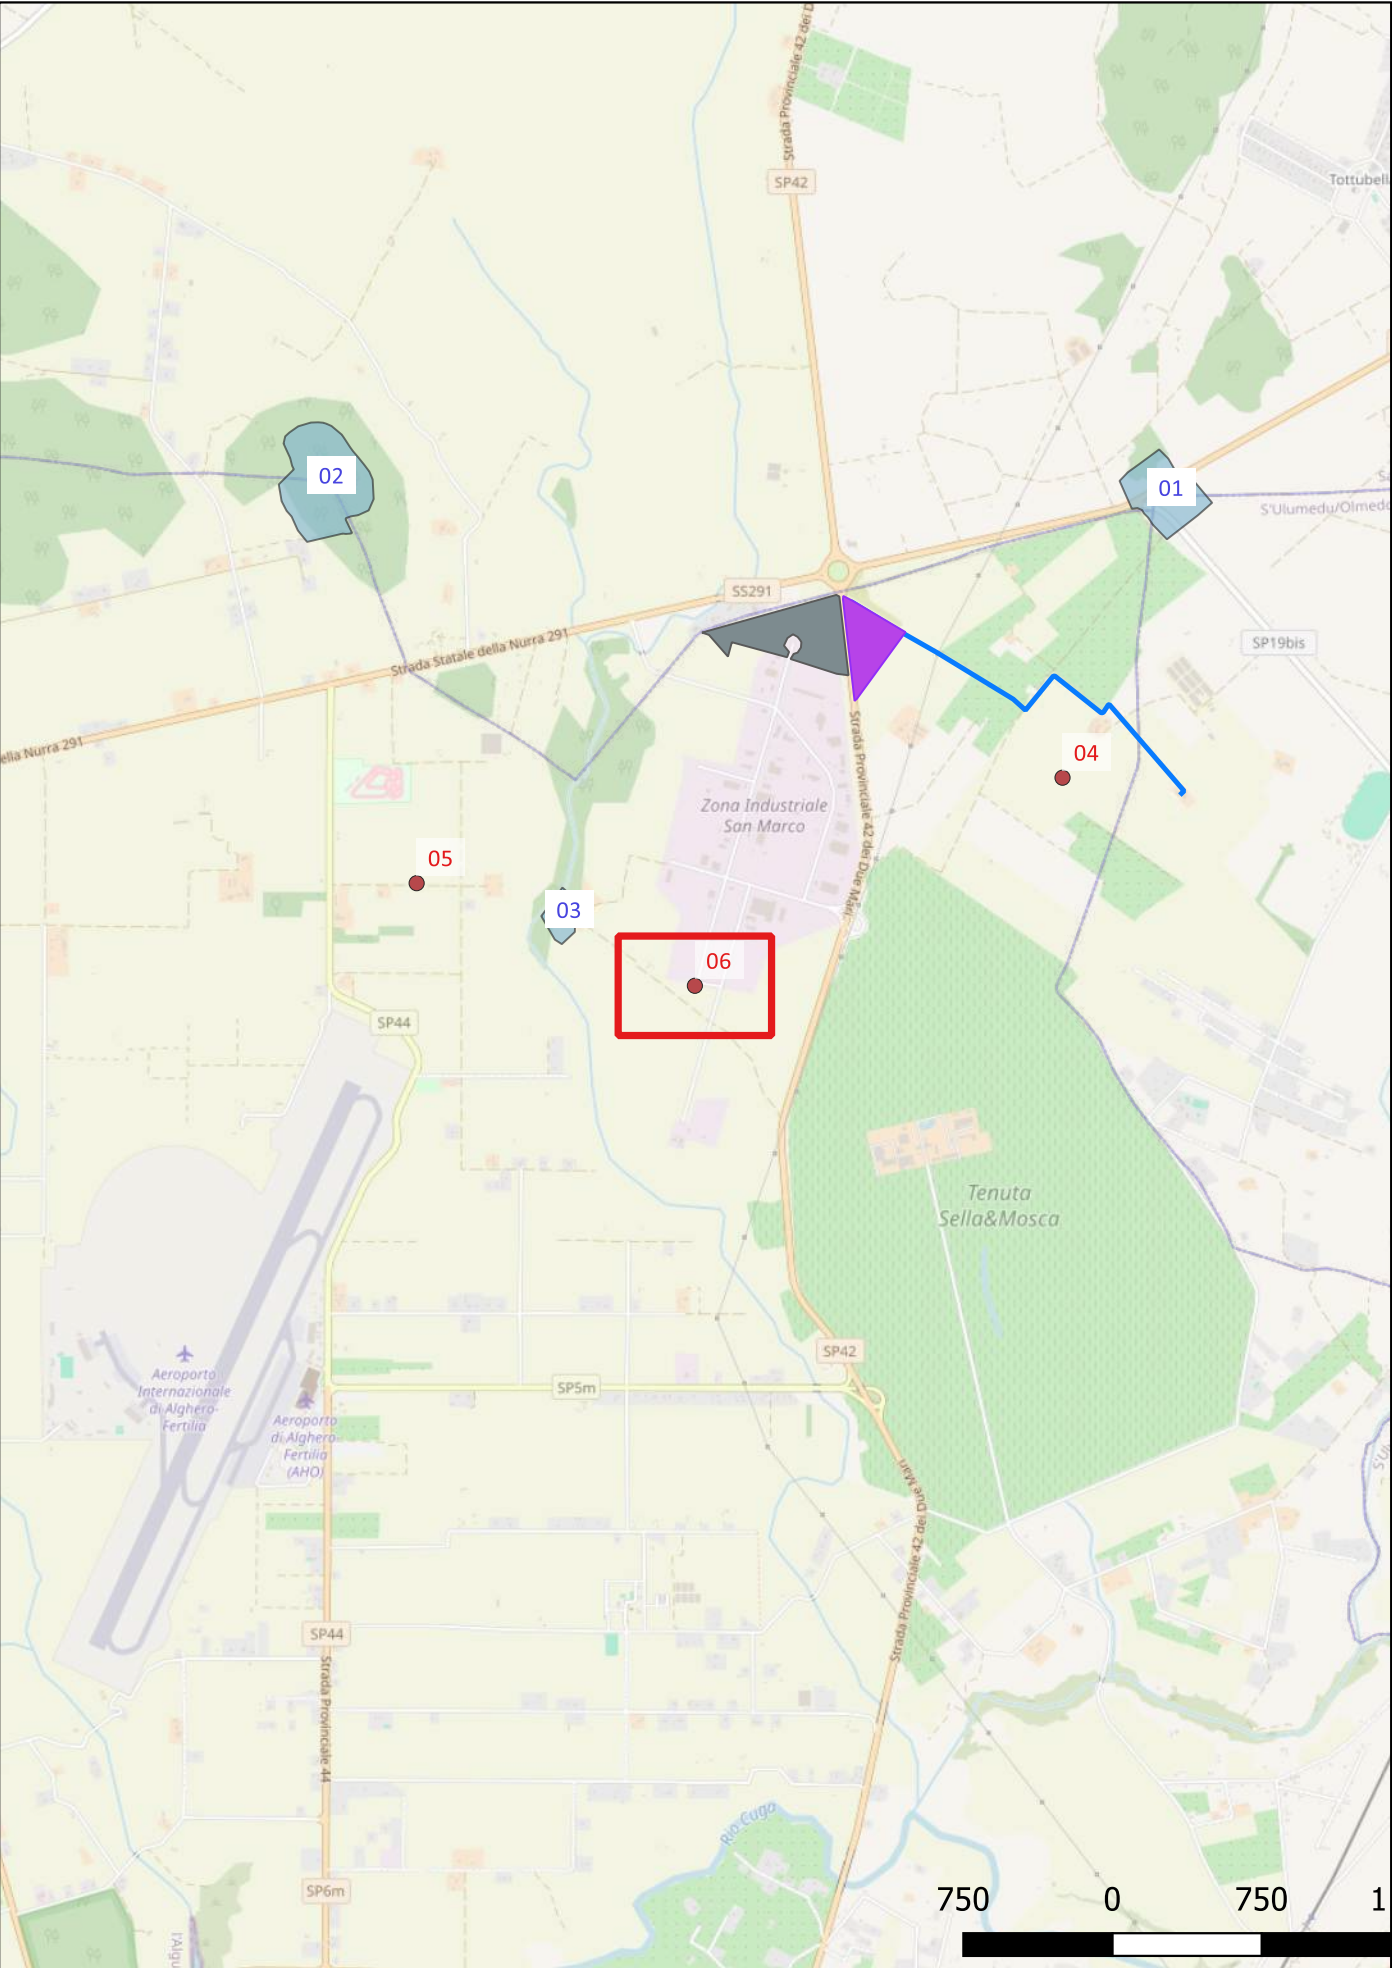 Strada Provinciale 42 dei D
SP42
Tottubell
02
01
S'Ulumedu/Olmedo
SS291
Strada Statale della Nurra 291
SP19bis
ella Nurra 291
Strada Provinciale 42 dei Due Mari
04
Zona Industriale
San Marco
05
03
06
SP44
Tenuta
Sella&Mosca
SP42
Aeroporto
Internazionale
di Alghero-
Fertilia
SP5m
Aeroporto
di Alghero-
Fertilia
(AHO)
Strada Provinciale 42 dei Due Mari
SP44
Strada Provinciale 44
Rio Cuga
SP6m
750 0 750 1